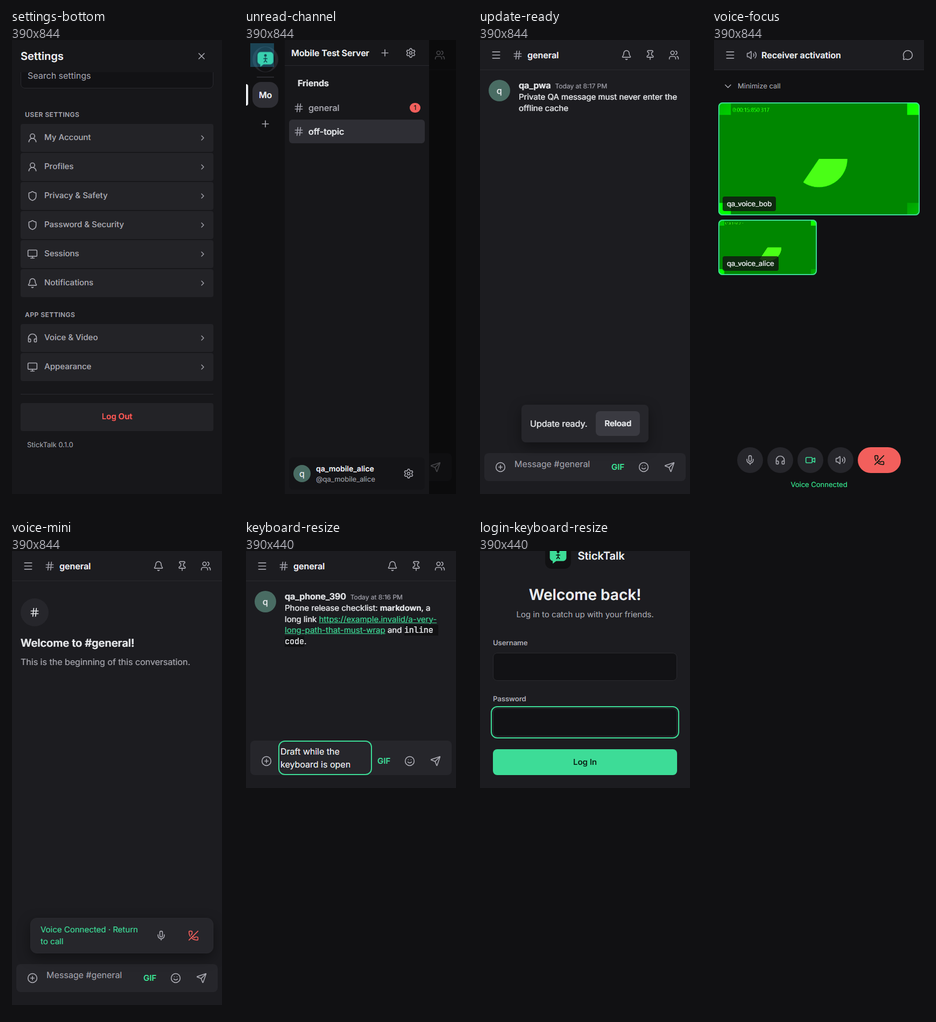 settings-bottom
390x844
Settings
Search settings
USER SETTINGS
My Account
Profiles
Privacy & Safety
Password & Security
Sessions
Notifications
APP SETTINGS
Voice & Video
Appearance
Log Out
StickTalk 0.1.0
unread-channel
390x844
Mobile Test Server
Mo
Friends
# general
1
# off-topic
q
qa_mobile_alice
@qa_mobile_alice
update-ready
390x844
# general
q
qa_pwa Today at 8:17 PM
Private QA message must never enter the
offline cache
Update ready. Reload
Message #general GIF
voice-focus
390x844
Receiver activation
Minimize call
qa_voice_bob
qa_voice_alice
Voice Connected
voice-mini
390x844
# general
#
Welcome to #general!
This is the beginning of this conversation.
Voice Connected · Return
to call
Message #general GIF
keyboard-resize
390x440
# general
q
qa_phone_390 Today at 8:16 PM
Phone release checklist: markdown, a
long link https://example.invalid/a-very-
long-path-that-must-wrap and inline
code.
Draft while the
keyboard is open
GIF
login-keyboard-resize
390x440
StickTalk
Welcome back!
Log in to catch up with your friends.
Username
Password
Log In